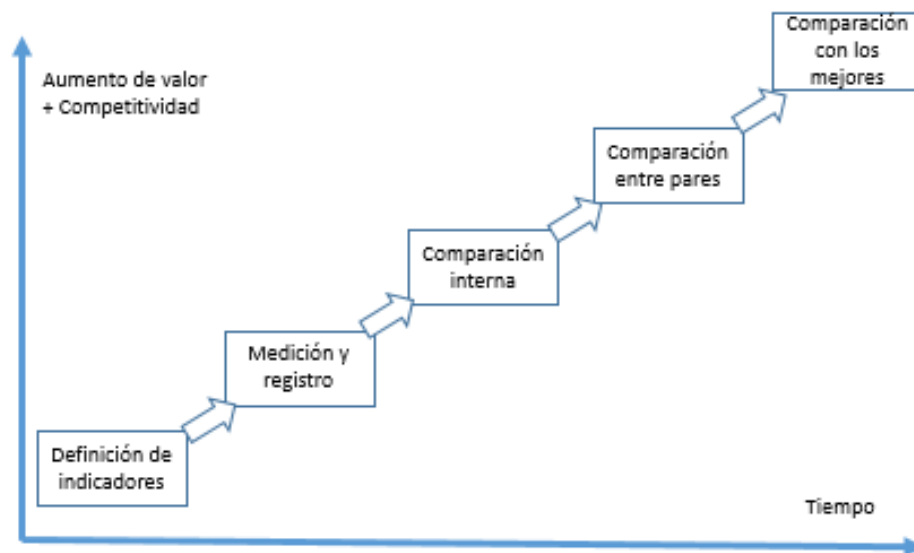 Comparación
con los
mejores
Aumento de valor
+ Competitividad
Comparación
entre pares
Comparación
interna
Medición y
registro
Definición de
indicadores
Tiempo